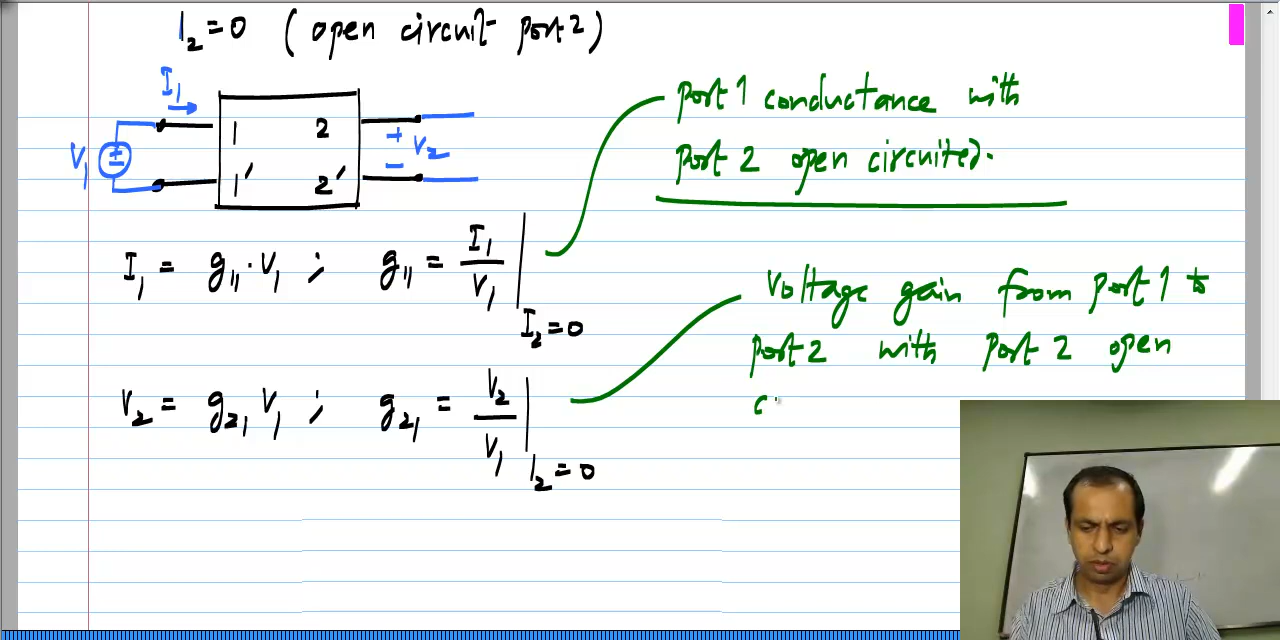 I2 = 0 (open circuit port 2)
I1
V1
1 2
1' 2'
+
-
V2
Port 1 conductance with
Port 2 open circuited.
I1 = g11 · V1 ; g11 = I1 / V1 | I2 = 0
Voltage gain from port 1 to
port 2 with port 2 open
c
V2 = g21 V1 ; g21 = V2 / V1 | I2 = 0